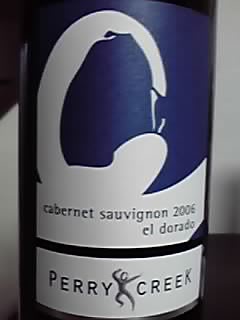 cabernet sauvignon 2006
el dorado
PERRY CREEK